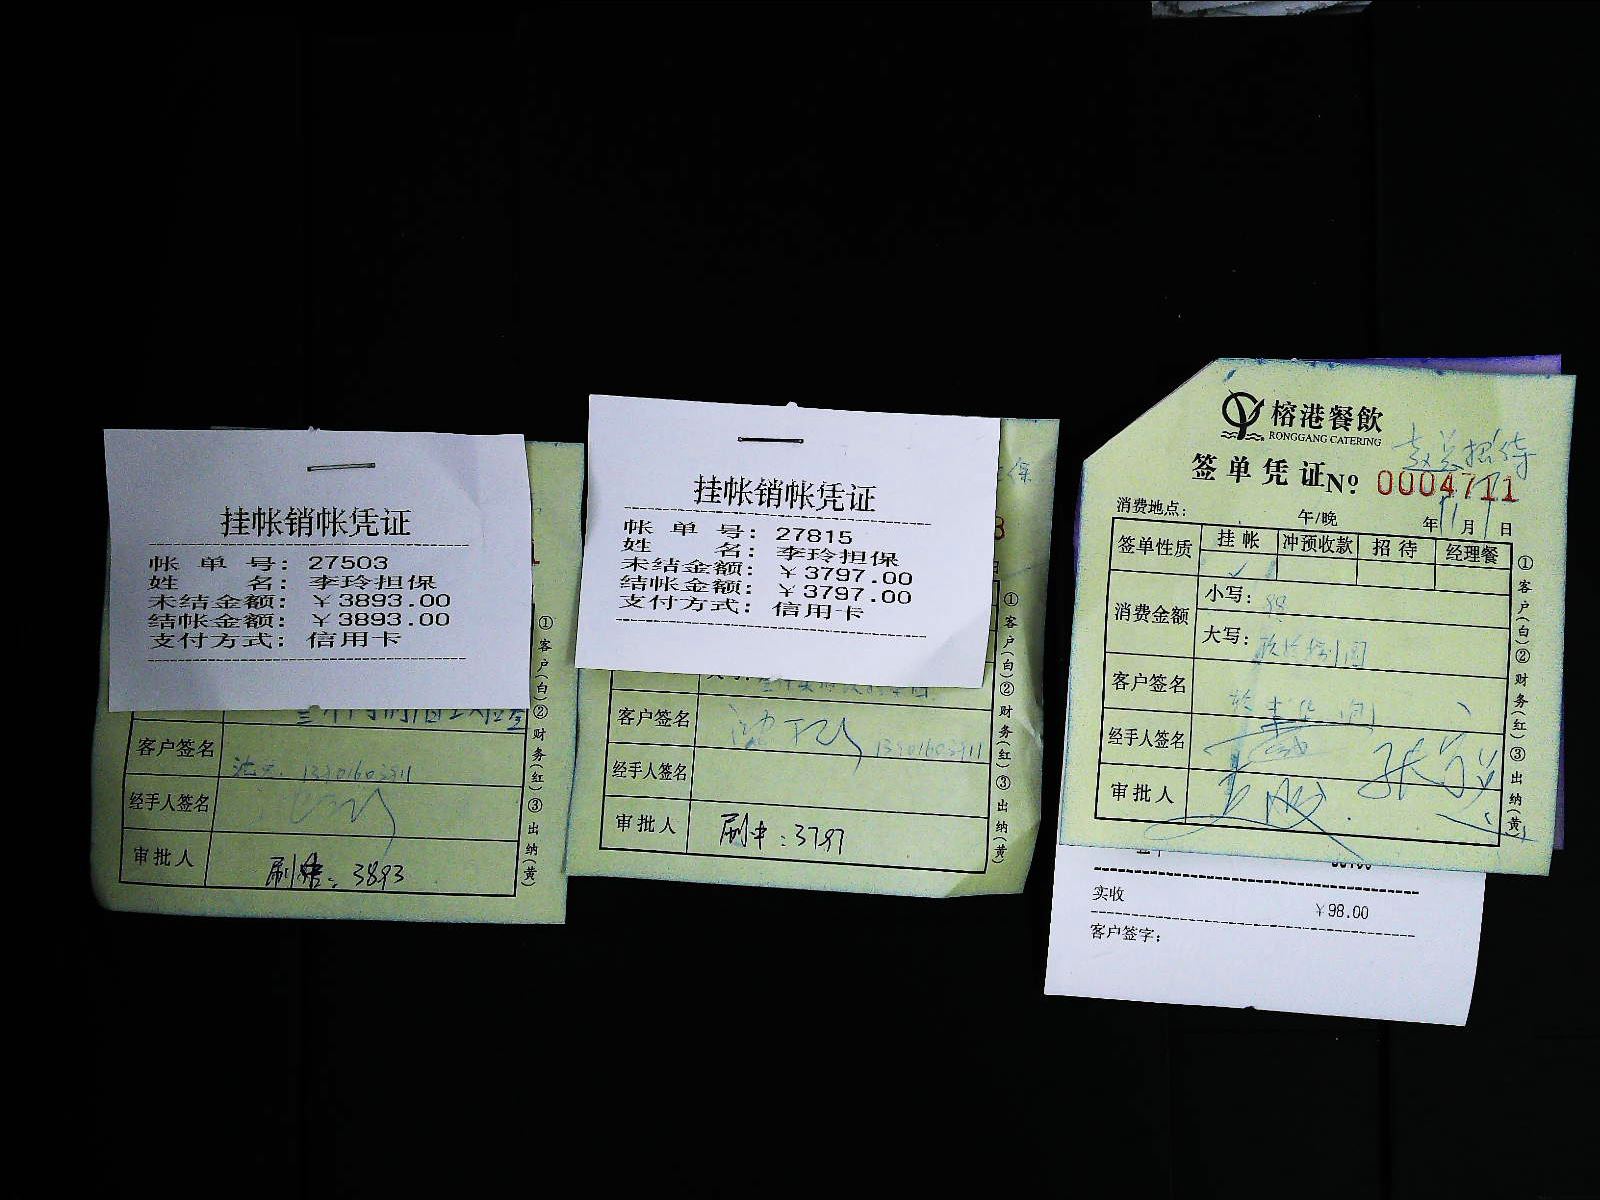 挂帐销帐凭证
帐单号：27503
姓名：李玲担保
未结金额：￥3893.00
结帐金额：￥3893.00
支付方式：信用卡
客户签名 13901603911
经手人签名
审批人
3893
①客户(白)②财务(红)③出纳(黄)
挂帐销帐凭证
帐单号：27815
姓名：李玲担保
未结金额：￥3797.00
结帐金额：￥3797.00
支付方式：信用卡
客户签名 13901603911
经手人签名
审批人
3797
①客户(白)②财务(红)③出纳(黄)
榕港餐飲
RONGGANG CATERING
招待
签单凭证 No. 0004711
消费地点： 午/晚 年 11 月 日
签单性质 挂帐 冲预收款 招待 经理餐
消费金额 小写：
大写：
客户签名
经手人签名
审批人
①客户(白)②财务(红)③出纳(黄)
实收 ￥98.00
客户签字：